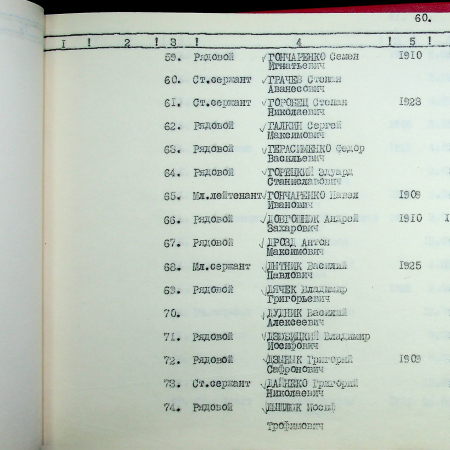 60.
1 ! 2 ! 3 ! ! 4 ! 5 !
59. Рядовой ГОНЧАРЕНКО Семен 1910
Игнатьевич
60. Ст.сержант ГРАЧЕВ Степан
Аванесович
61. Ст.сержант ГОРОВЕЦ Степан 1923
Николаевич
62. Рядовой ГАЛКИН Сергей
Максимович
63. Рядовой ГЕРАСИМЕНКО Федор
Васильевич
64. Рядовой ГОРЕЦКИЙ Эдуард
Станиславович
65. Мл.лейтенант ГОНЧАРЕНКО Павел 1909
Иванович
66. Рядовой ДОВГОНЮК Андрей 1910
Захарович
67. Рядовой ДРОЗД Антон
Максимович
68. Мл.сержант ДЫТНИК Василий 1925
Павлович
69. Рядовой ДЯЧЕК Владимир
Григорьевич
70. ДУДНИК Василий
Алексеевич
71. Рядовой Владимир
Иосифович
72. Рядовой Григорий 1909
Сафронович
73. Ст.сержант ДАЙНЕКО Григорий
Николаевич
74. Рядовой Иосиф
Трофимович